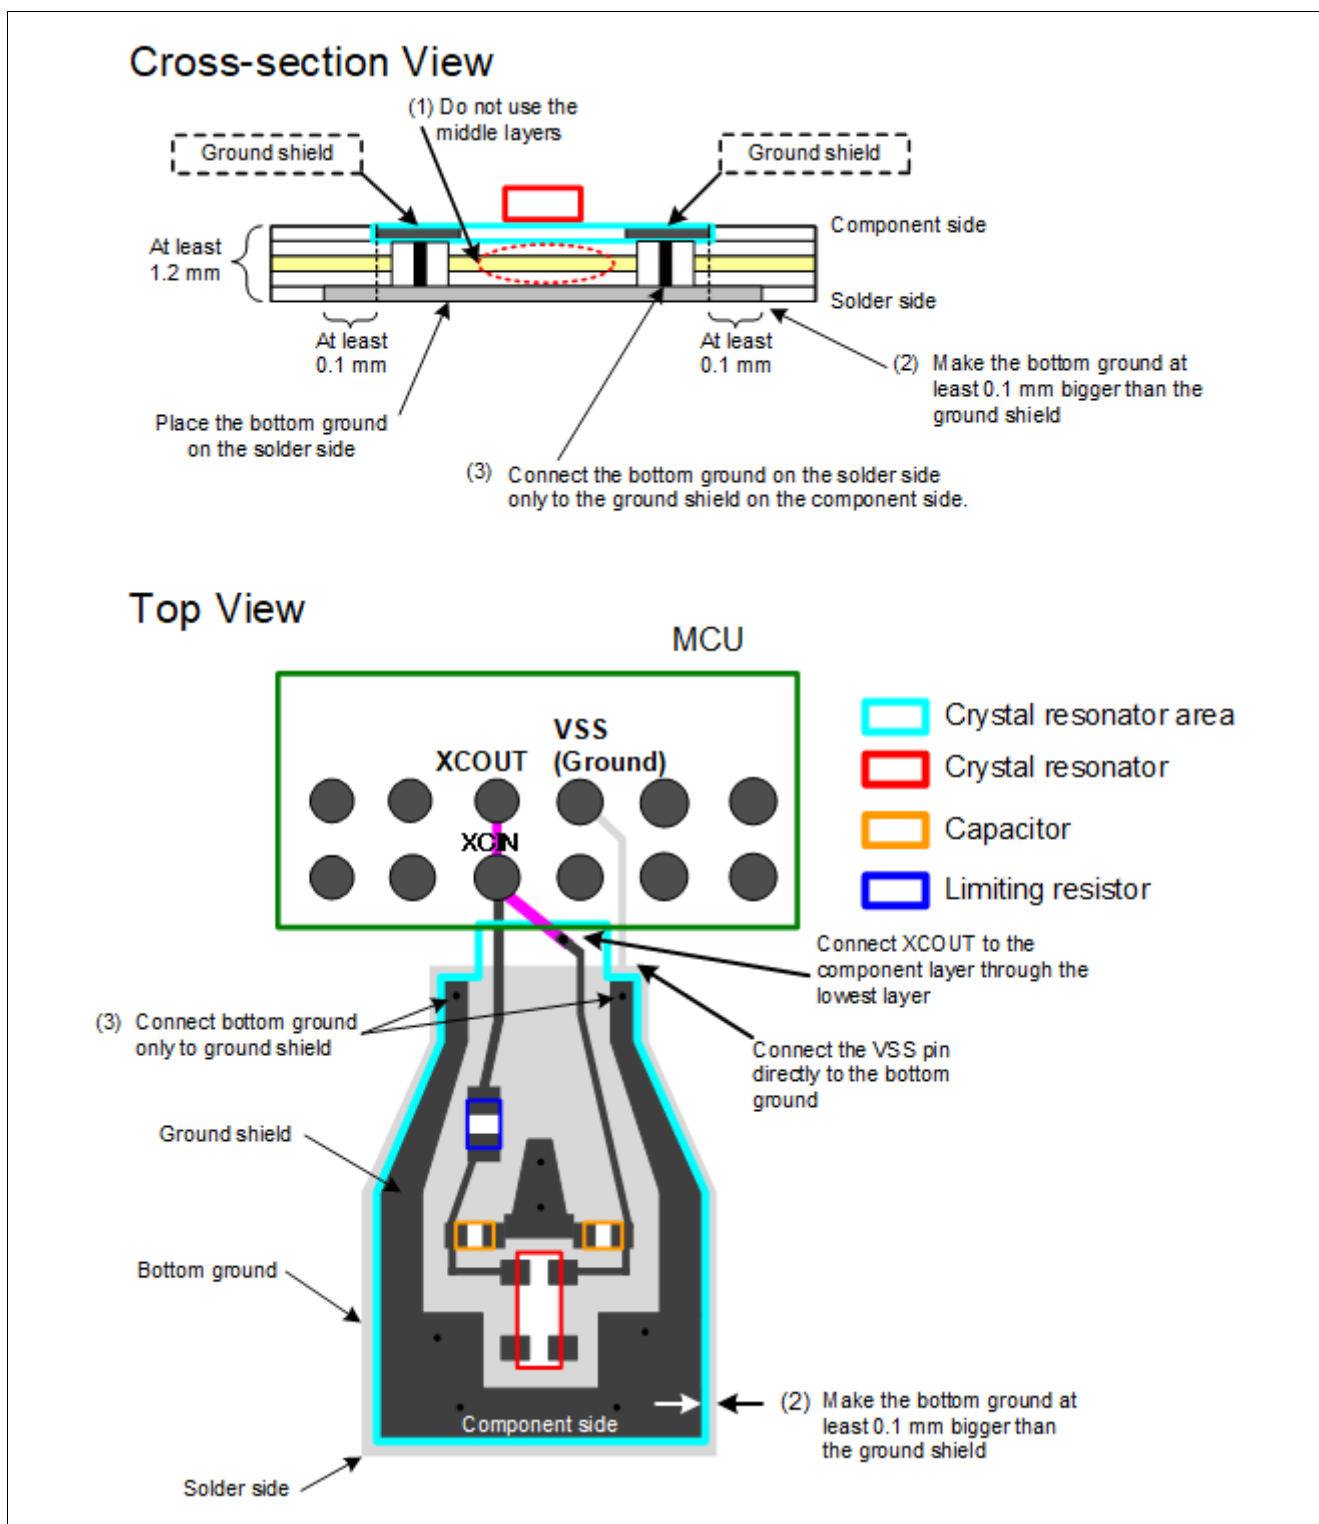 Cross-section View
(1) Do not use the
middle layers
Ground shield
Ground shield
Component side
At least
1.2 mm
Solder side
At least
0.1 mm
At least
0.1 mm
(2) Make the bottom ground at
least 0.1 mm bigger than the
ground shield
Place the bottom ground
on the solder side
(3) Connect the bottom ground on the solder side
only to the ground shield on the component side.
Top View
MCU
VSS
(Ground)
XCOUT
XCIN
Crystal resonator area
Crystal resonator
Capacitor
Limiting resistor
Connect XCOUT to the
component layer through the
lowest layer
(3) Connect bottom ground
only to ground shield
Connect the VSS pin
directly to the bottom
ground
Ground shield
Bottom ground
Component side
(2) Make the bottom ground at
least 0.1 mm bigger than
the ground shield
Solder side